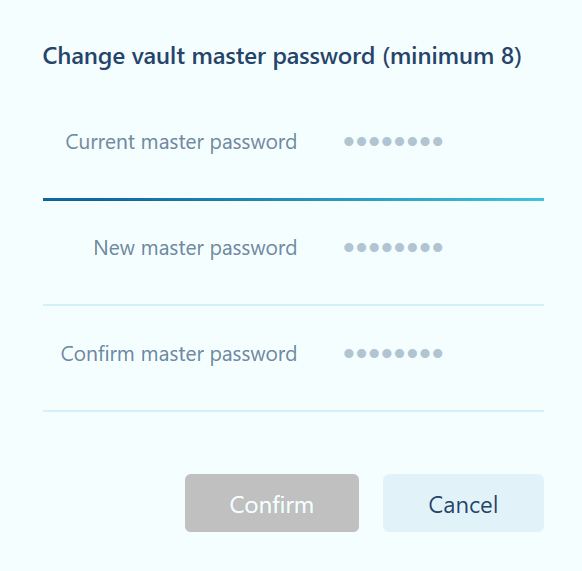 Change vault master password (minimum 8)
Current master password ••••••••
New master password ••••••••
Confirm master password ••••••••
Confirm Cancel